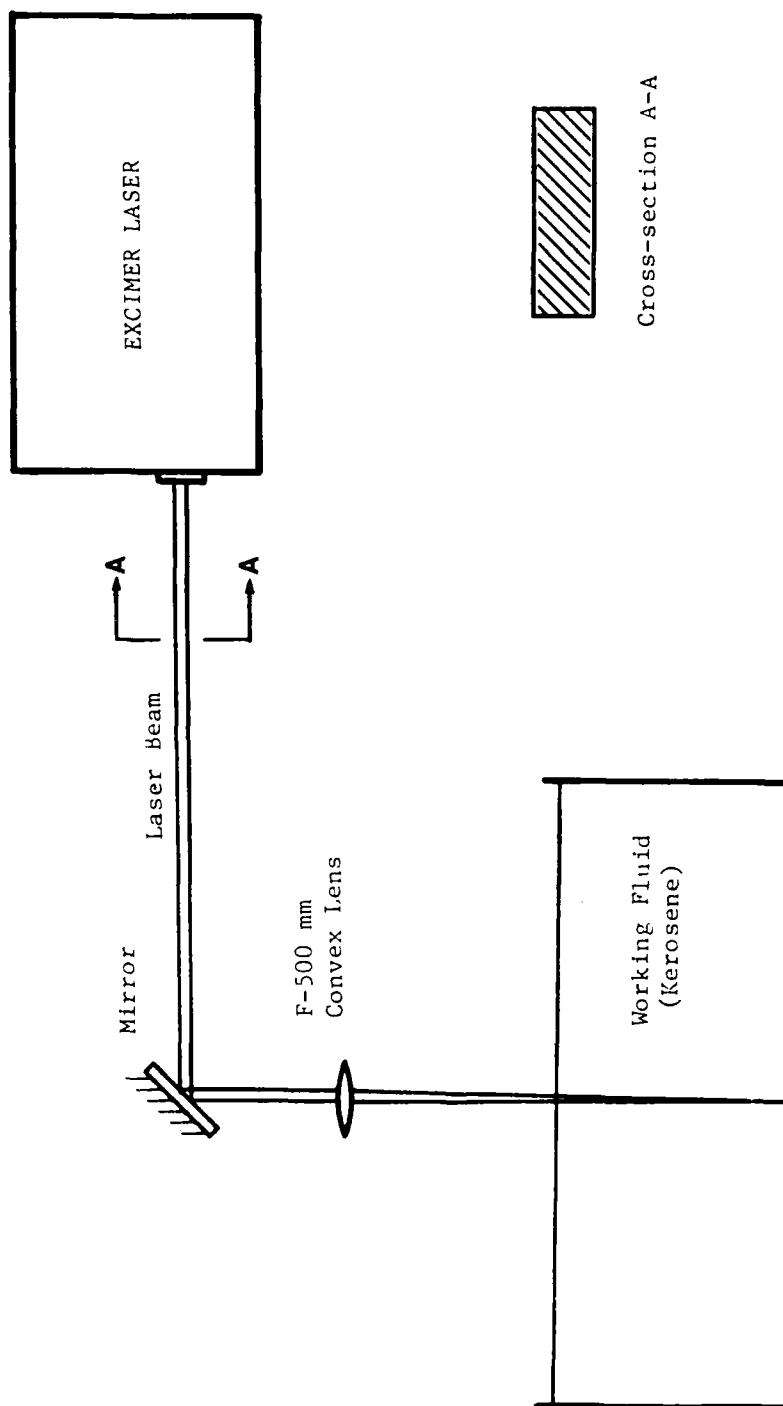 EXCIMER LASER
A
A
Laser Beam
Mirror
F-500 mm
Convex Lens
Cross-section A-A
Working Fluid
(Kerosene)